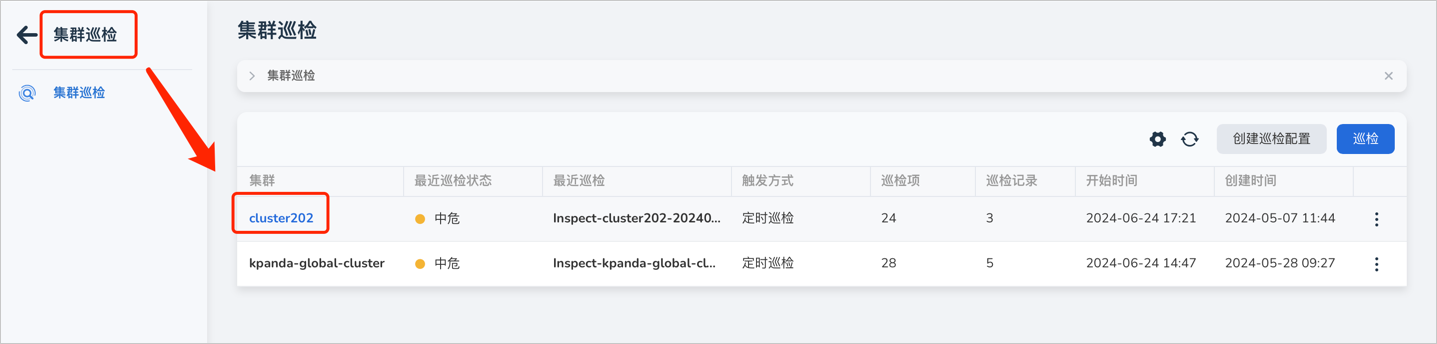 集群巡检
集群巡检
集群巡检
集群巡检
创建巡检配置 巡检
集群 最近巡检状态 最近巡检 触发方式 巡检项 巡检记录 开始时间 创建时间
cluster202 中危 Inspect-cluster202-20240... 定时巡检 24 3 2024-06-24 17:21 2024-05-07 11:44
kpanda-global-cluster 中危 Inspect-kpanda-global-cl... 定时巡检 28 5 2024-06-24 14:47 2024-05-28 09:27